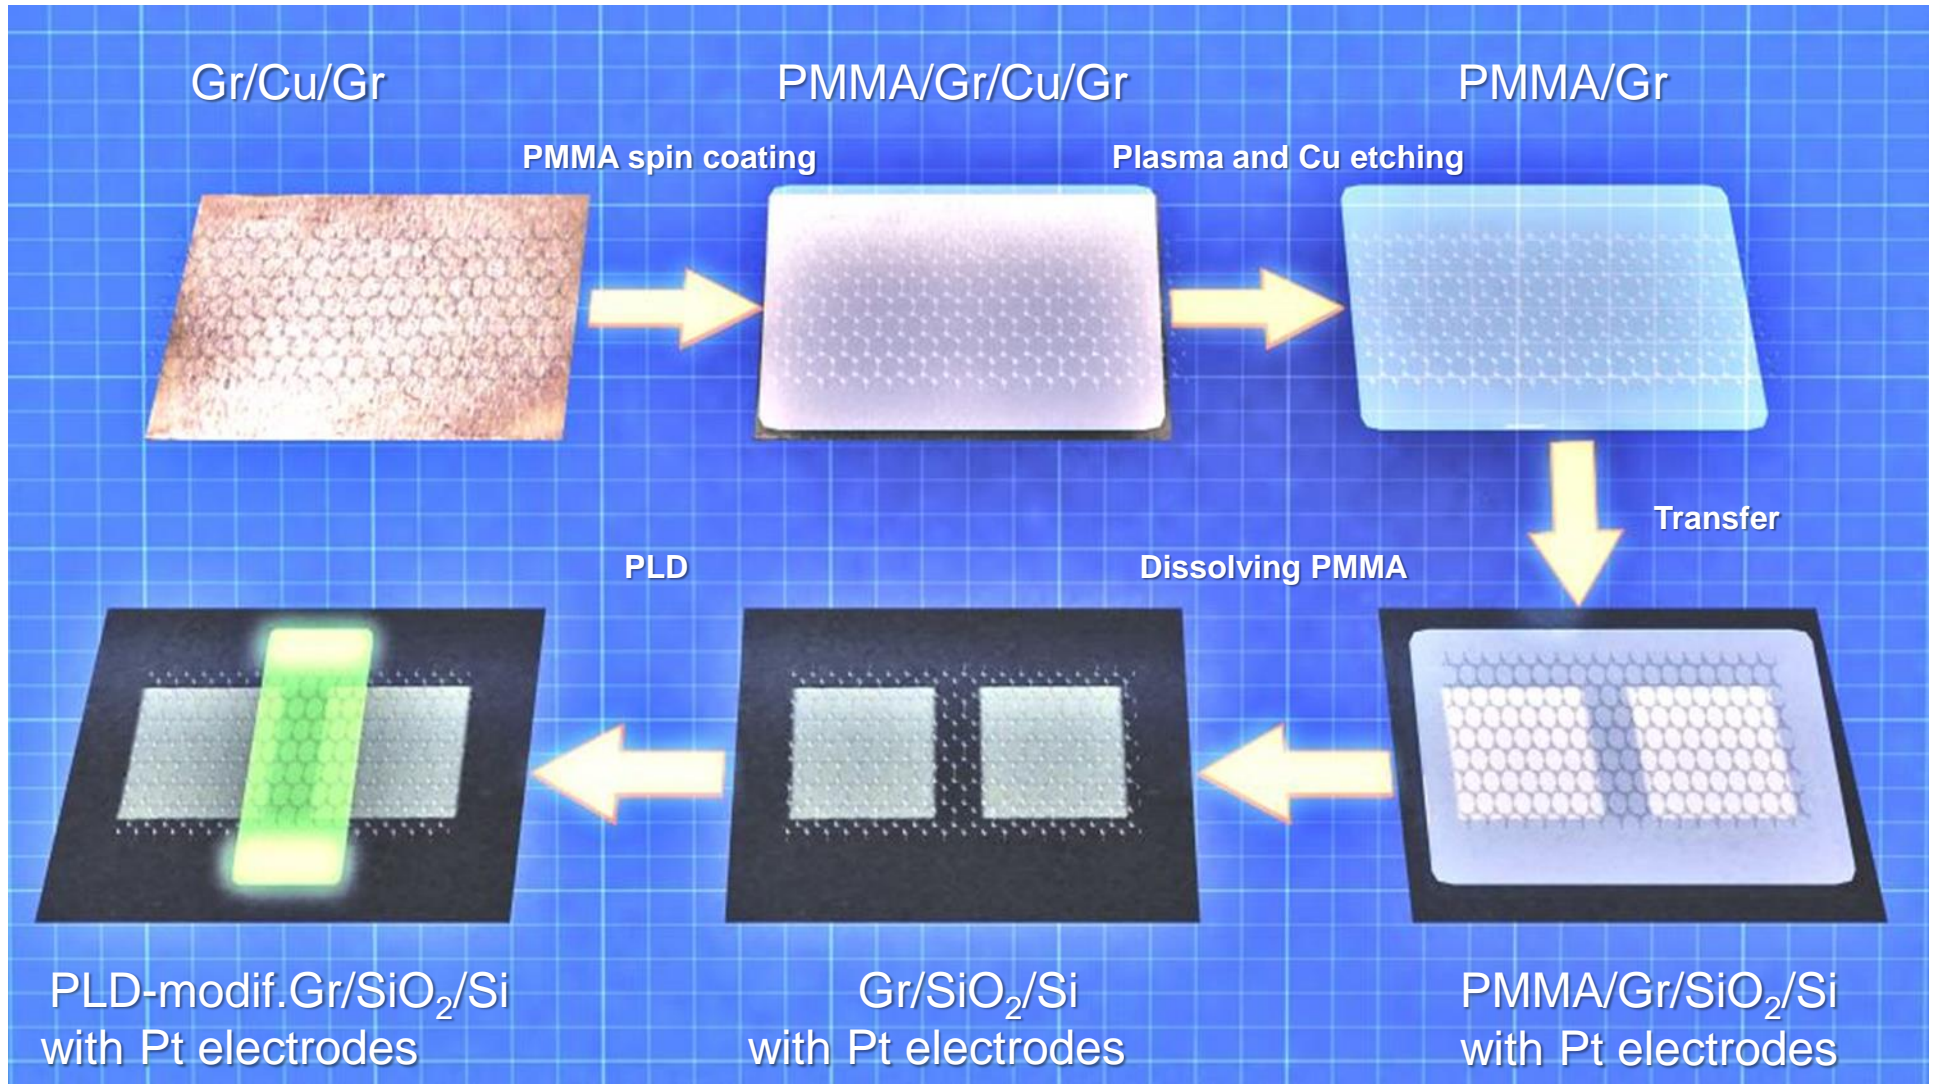 Gr/Cu/Gr
PMMA/Gr/Cu/Gr
PMMA/Gr
PMMA spin coating
Plasma and Cu etching
Transfer
PLD
Dissolving PMMA
PLD-modif.Gr/SiO₂/Si
with Pt electrodes
Gr/SiO₂/Si
with Pt electrodes
PMMA/Gr/SiO₂/Si
with Pt electrodes